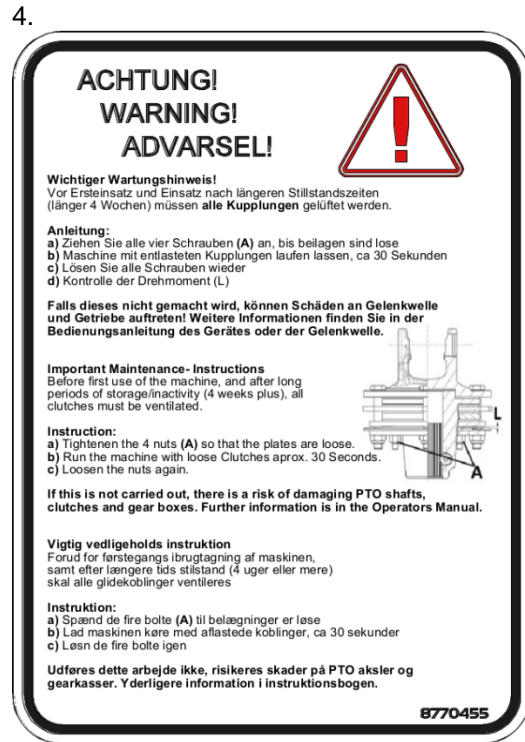 4.
ACHTUNG!
WARNING!
ADVARSEL!
Wichtiger Wartungshinweis!
Vor Ersteinsatz und Einsatz nach längeren Stillstandszeiten
(länger 4 Wochen) müssen alle Kupplungen gelüftet werden.
Anleitung:
a) Ziehen Sie alle vier Schrauben (A) an, bis beilagen sind lose
b) Maschine mit entlasteten Kupplungen laufen lassen, ca 30 Sekunden
c) Lösen Sie alle Schrauben wieder
d) Kontrolle der Drehmoment (L)
Falls dieses nicht gemacht wird, können Schäden an Gelenkwelle
und Getriebe auftreten! Weitere Informationen finden Sie in der
Bedienungsanleitung des Gerätes oder der Gelenkwelle.
Important Maintenance- Instructions
Before first use of the machine, and after long
periods of storage/inactivity (4 weeks plus), all
clutches must be ventilated.
Instruction:
a) Tightenen the 4 nuts (A) so that the plates are loose.
b) Run the machine with loose Clutches aprox. 30 Seconds.
c) Loosen the nuts again.
L
A
If this is not carried out, there is a risk of damaging PTO shafts,
clutches and gear boxes. Further information is in the Operators Manual.
Vigtig vedligeholds instruktion
Forud for førstegangs ibrugtagning af maskinen,
samt efter længere tids stilstand (4 uger eller mere)
skal alle glidekoblinger ventileres
Instruktion:
a) Spænd de fire bolte (A) til belægninger er løse
b) Lad maskinen køre med aflastede koblinger, ca 30 sekunder
c) Løsn de fire bolte igen
Udføres dette arbejde ikke, risikeres skader på PTO aksler og
gearkasser. Yderligere information i instruktionsbogen.
8770455